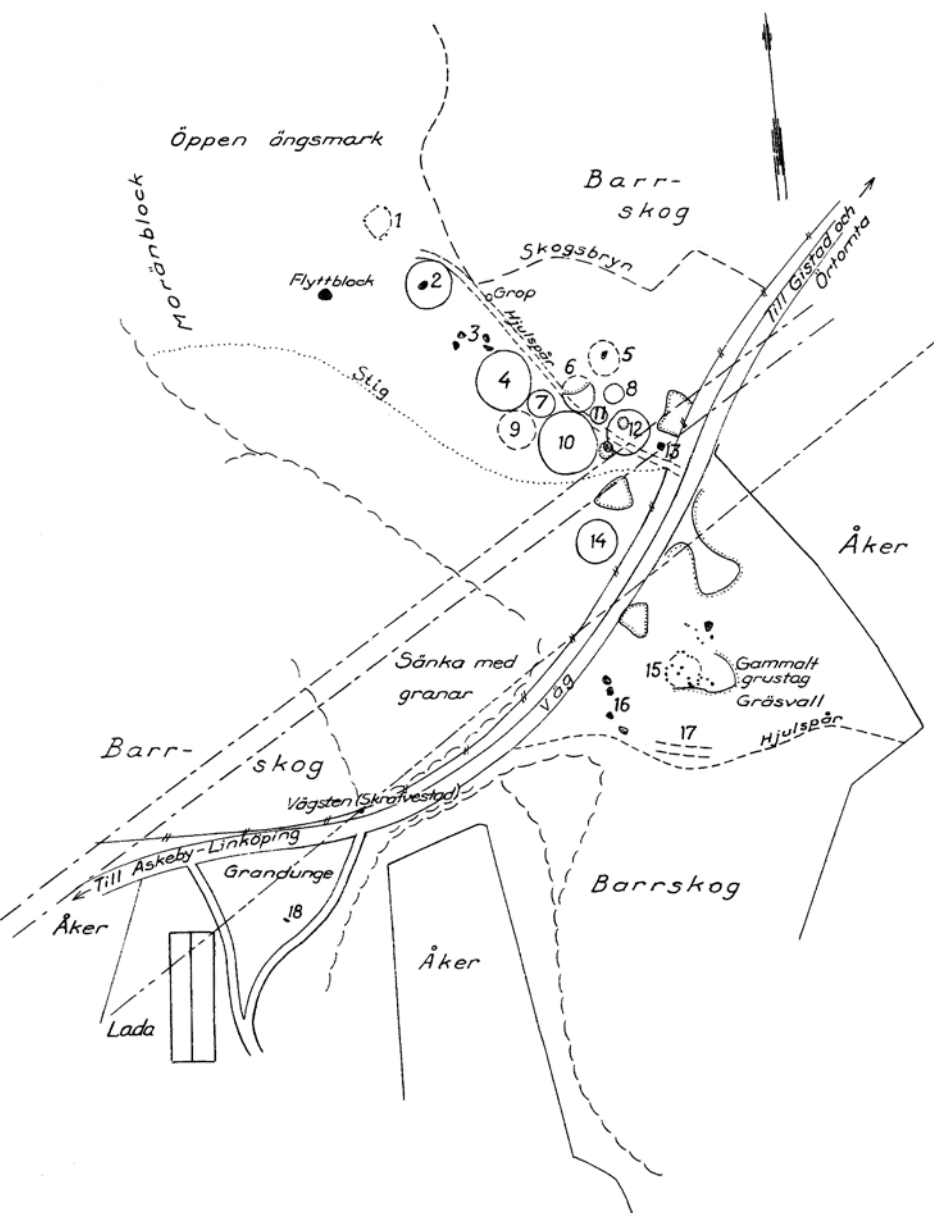 Öppen ängsmark
Barr-
skog
Moränblock
1
Skogsbryn
Till Gistad och
Örtomta
Flyttblock
2
Grop
Hjulspår
3
5
6
Stig
4
8
7
11
12
9
10
13
14
Åker
Sänka med
granar
15
Gammalt
grustag
Gräsvall
Väg
16
17
Hjulspår
Barr-
skog
Vägsten (Skrafvestad)
Till Askeby-Linköping
Grandunge
Barrskog
18
Åker
Åker
Lada